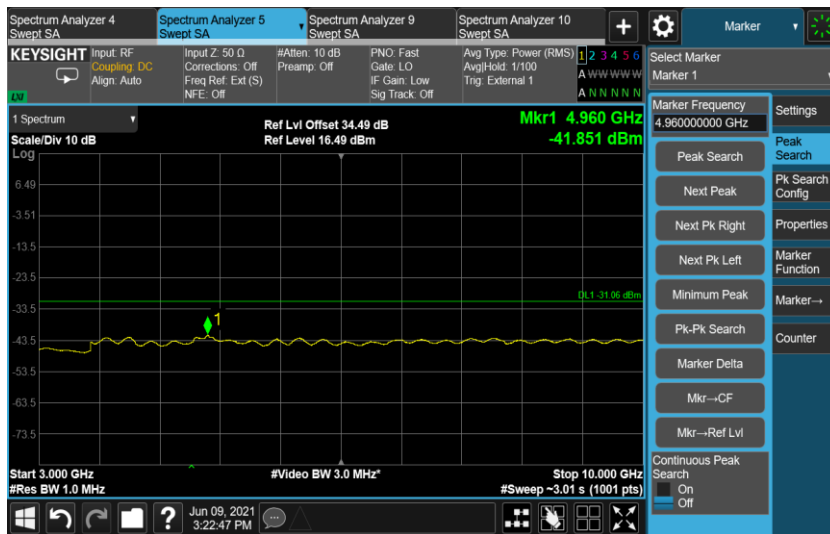 Spectrum Analyzer 4
Swept SA
Spectrum Analyzer 5
Swept SA
Spectrum Analyzer 9
Swept SA
Spectrum Analyzer 10
Swept SA
+
Marker
KEYSIGHT
Input: RF
Coupling: DC
Align: Auto
Input Z: 50 Ω
Corrections: Off
Freq Ref: Ext (S)
NFE: Off
#Atten: 10 dB
Preamp: Off
PNO: Fast
Gate: LO
IF Gain: Low
Sig Track: Off
Avg Type: Power (RMS)
Avg|Hold: 1/100
Trig: External 1
1 2 3 4 5 6
A W W W W W
A N N N N N
LXI
Select Marker
Marker 1
1 Spectrum
Scale/Div 10 dB
Ref Lvl Offset 34.49 dB
Ref Level 16.49 dBm
Mkr1 4.960 GHz
-41.851 dBm
Log
6.49
-3.51
-13.5
-23.5
-33.5
-43.5
-53.5
-63.5
-73.5
DL1 -31.06 dBm
1
Start 3.000 GHz
#Res BW 1.0 MHz
#Video BW 3.0 MHz*
Stop 10.000 GHz
#Sweep ~3.01 s (1001 pts)
Marker Frequency
4.960000000 GHz
Peak Search
Next Peak
Next Pk Right
Next Pk Left
Minimum Peak
Pk-Pk Search
Marker Delta
Mkr→CF
Mkr→Ref Lvl
Continuous Peak
Search
On
Off
Settings
Peak
Search
Pk Search
Config
Properties
Marker
Function
Marker→
Counter
?
Jun 09, 2021
3:22:47 PM